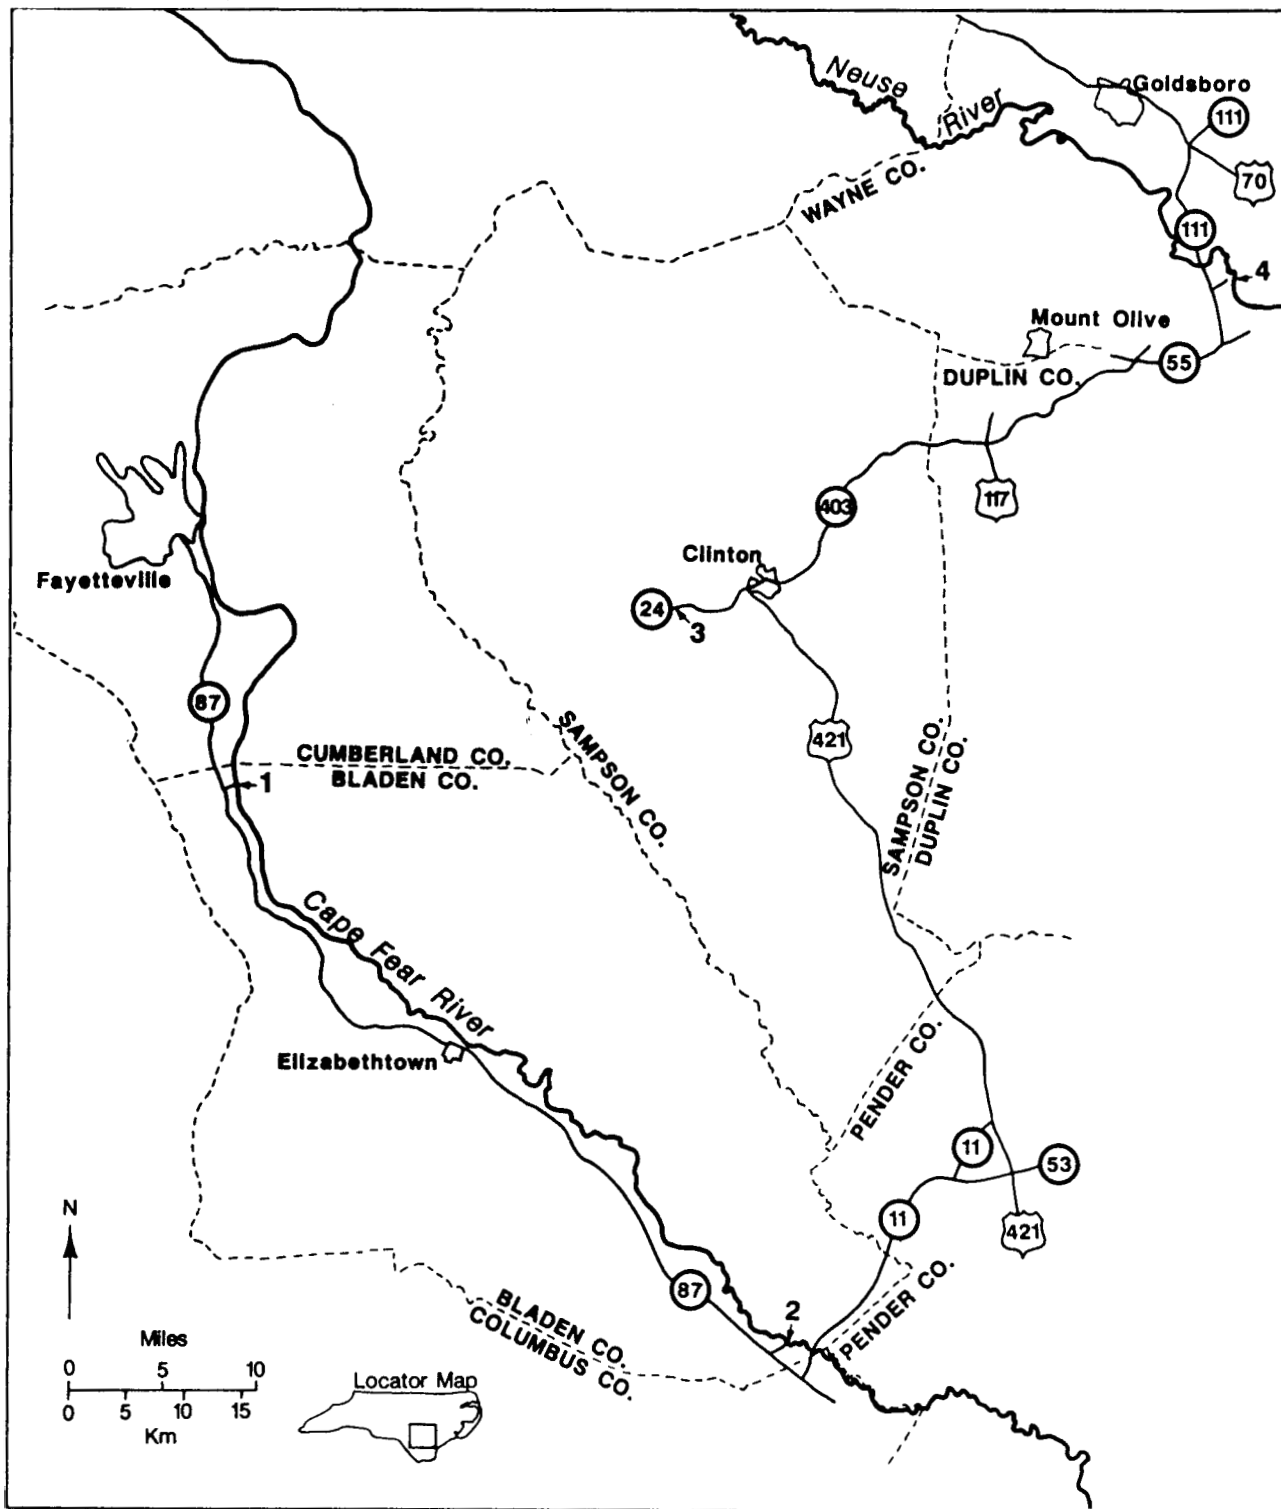 Neuse
River
Goldsboro
111
70
WAYNE CO.
111
4
Mount Olive
55
DUPLIN CO.
117
403
Clinton
24
3
Fayetteville
87
421
SAMPSON CO.
CUMBERLAND CO.
BLADEN CO.
1
SAMPSON CO.
DUPLIN CO.
Cape Fear River
Elizabethtown
PENDER CO.
11
53
11
421
N
87
2
BLADEN CO.
COLUMBUS CO.
PENDER CO.
Miles
0 5 10
0 5 10 15
Km
Locator Map